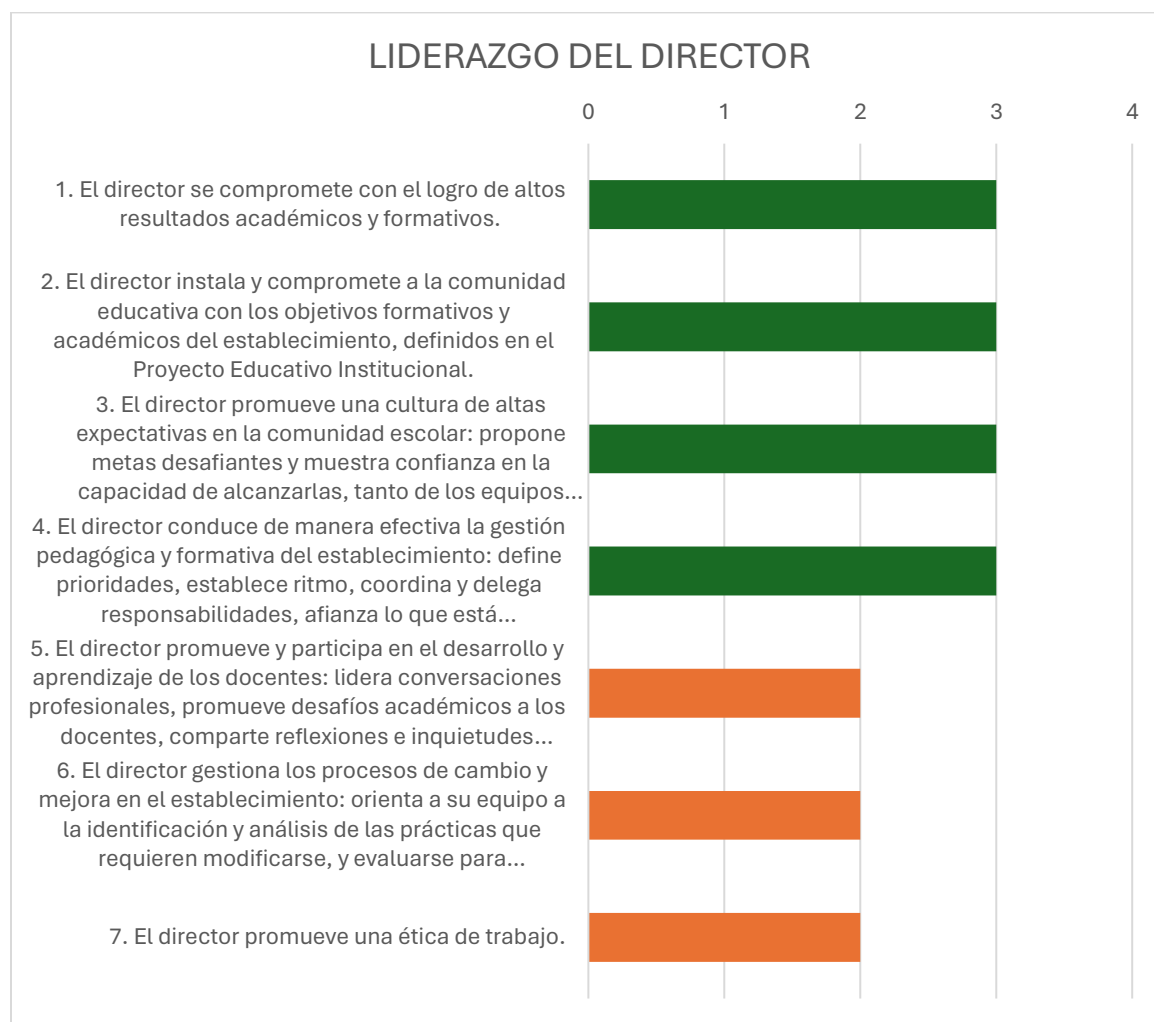 LIDERAZGO DEL DIRECTOR
0 1 2 3 4
1. El director se compromete con el logro de altos
resultados académicos y formativos.
2. El director instala y compromete a la comunidad
educativa con los objetivos formativos y
académicos del establecimiento, definidos en el
Proyecto Educativo Institucional.
3. El director promueve una cultura de altas
expectativas en la comunidad escolar: propone
metas desafiantes y muestra confianza en la
capacidad de alcanzarlas, tanto de los equipos...
4. El director conduce de manera efectiva la gestión
pedagógica y formativa del establecimiento: define
prioridades, establece ritmo, coordina y delega
responsabilidades, afianza lo que está...
5. El director promueve y participa en el desarrollo y
aprendizaje de los docentes: lidera conversaciones
profesionales, promueve desafíos académicos a los
docentes, comparte reflexiones e inquietudes...
6. El director gestiona los procesos de cambio y
mejora en el establecimiento: orienta a su equipo a
la identificación y análisis de las prácticas que
requieren modificarse, y evaluarse para...
7. El director promueve una ética de trabajo.